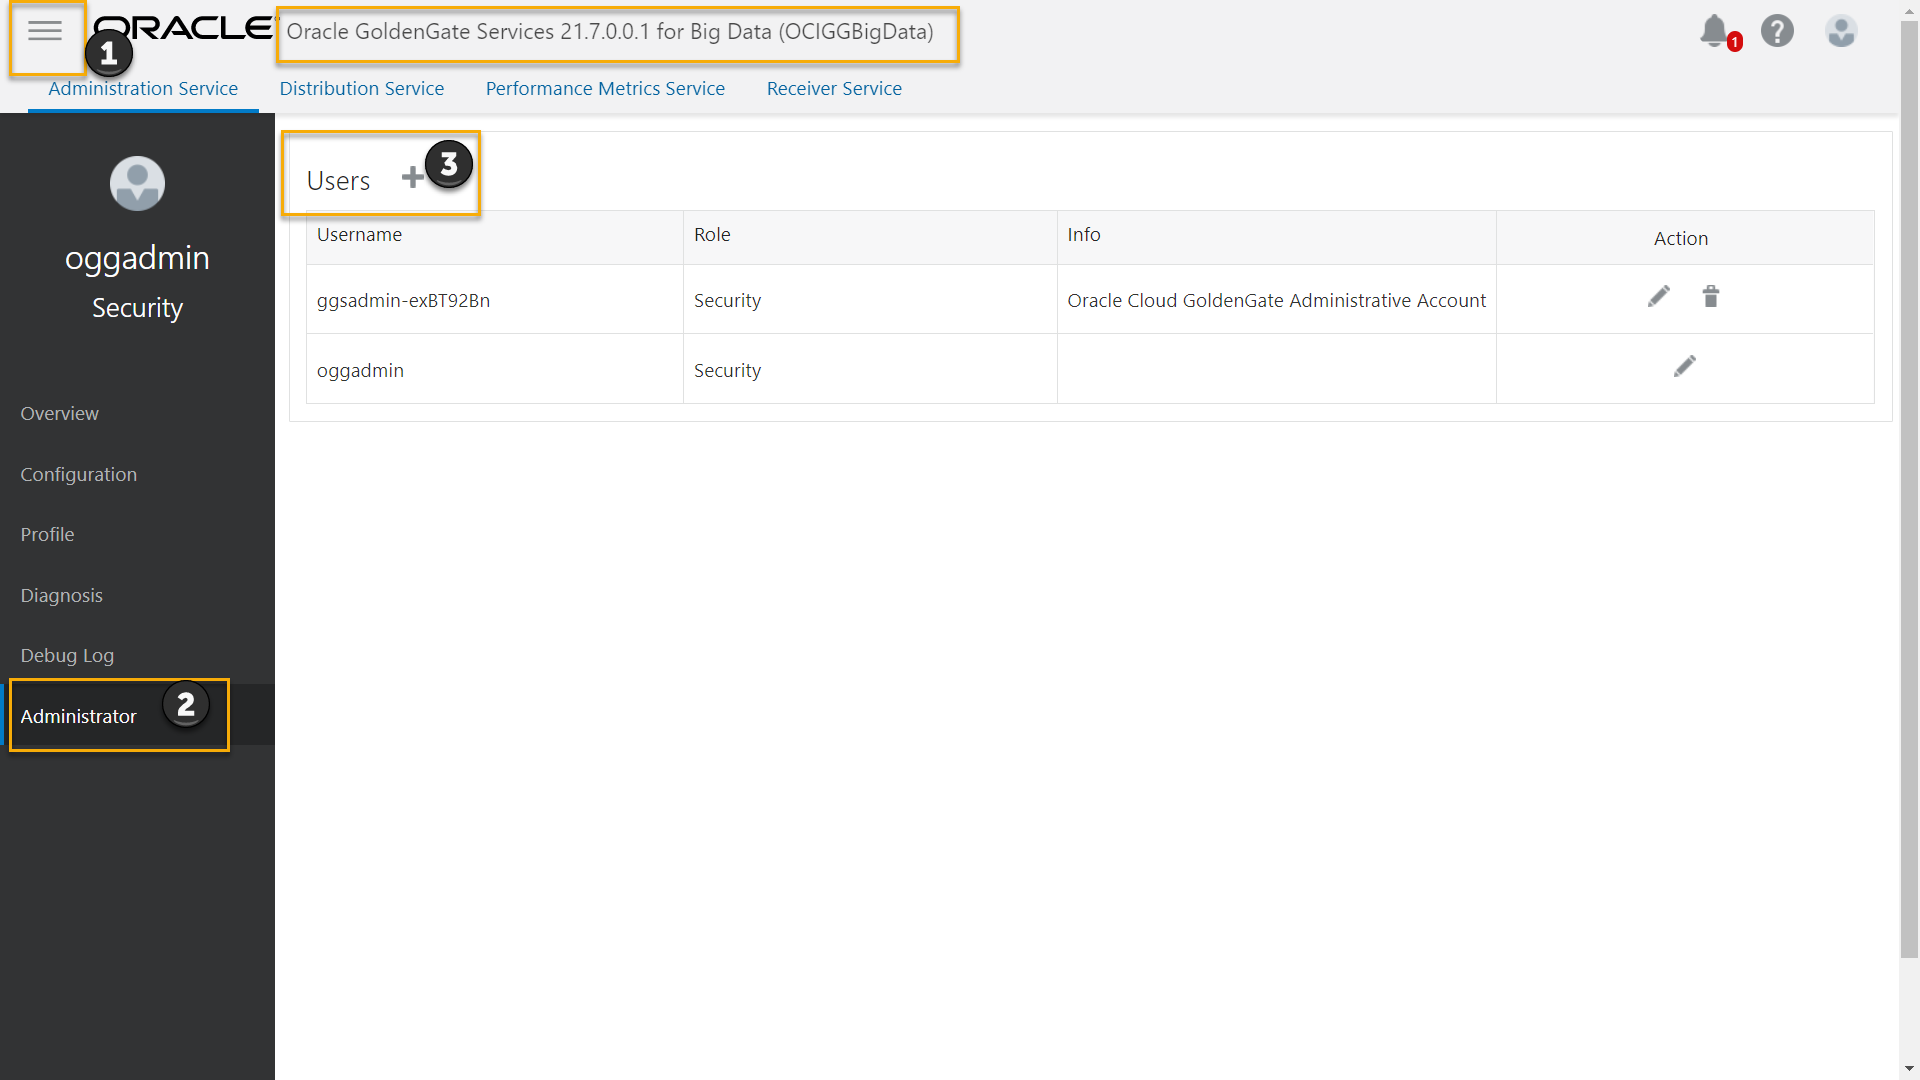 ORACLE
Oracle GoldenGate Services 21.7.0.0.1 for Big Data (OCIGGBigData)
1
1
Administration Service
Distribution Service
Performance Metrics Service
Receiver Service
oggadmin
Security
Overview
Configuration
Profile
Diagnosis
Debug Log
Administrator
2
Users
3
Username
Role
Info
Action
ggsadmin-exBT92Bn
Security
Oracle Cloud GoldenGate Administrative Account
oggadmin
Security